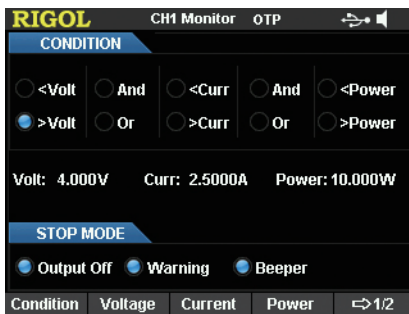 RIGOL CH1 Monitor OTP
CONDITION
<Volt And <Curr And <Power
>Volt Or >Curr Or >Power
Volt: 4.000V Curr: 2.5000A Power: 10.000W
STOP MODE
Output Off Warning Beeper
Condition Voltage Current Power ⇨1/2